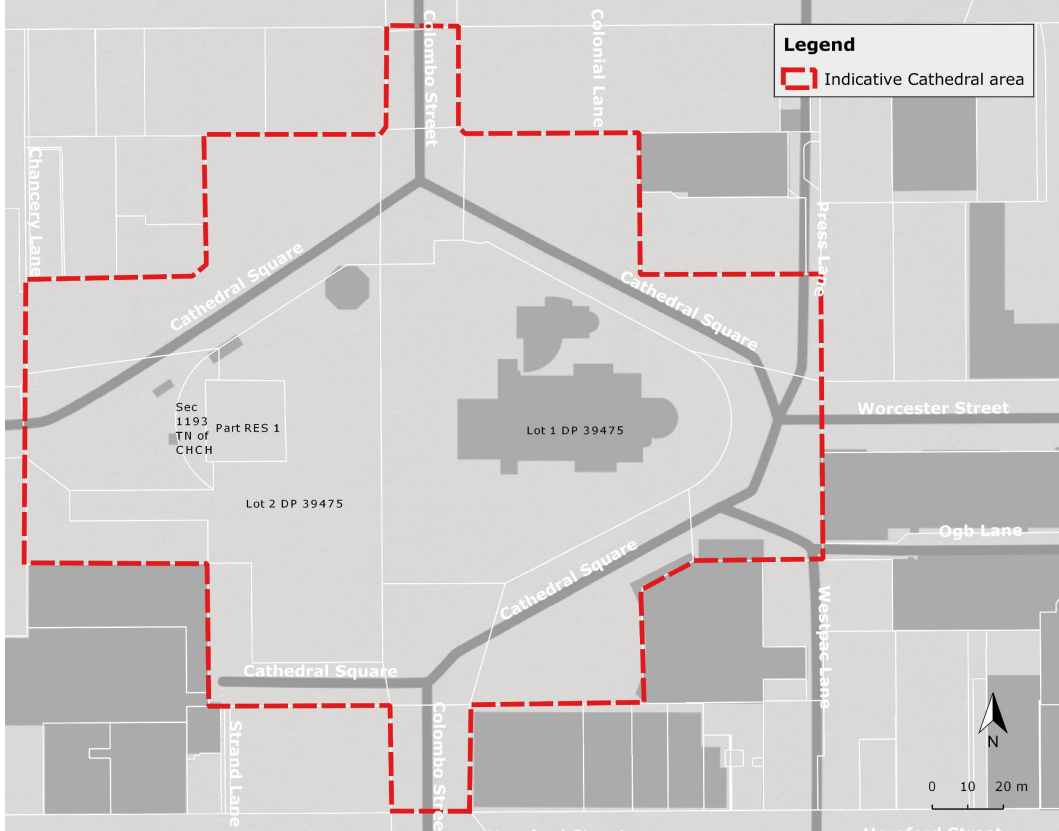 Colombo Street
Colonial Lane
Legend
Indicative Cathedral area
Chancery Lane
Cathedral Square
Cathedral Square
Press Lane
Sec
1193
TN of
CHCH
Part RES 1
Lot 1 DP 39475
Worcester Street
Lot 2 DP 39475
Ogb Lane
Cathedral Square
Cathedral Square
Westpac Lane
Strand Lane
Colombo Street
N
0 10 20 m